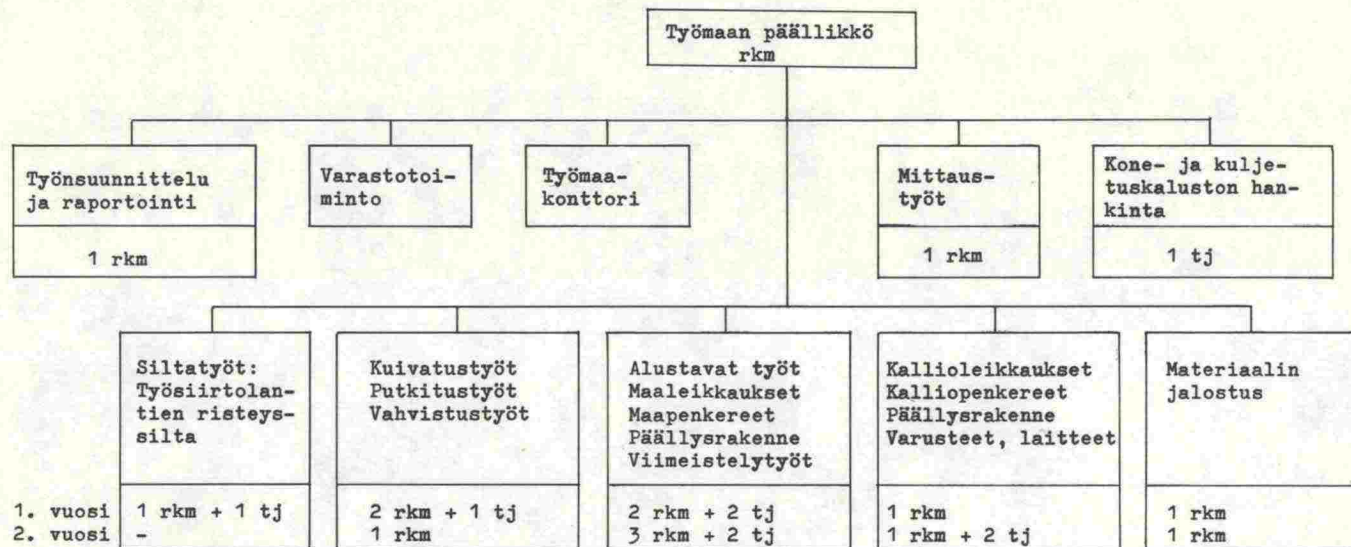 Työmaan päällikkö
rkm
Työnsuunnittelu
ja raportointi
1 rkm
Varastotoi-
minto
Työmaa-
konttori
Mittaus-
työt
1 rkm
Kone- ja kulje-
tuskaluston han-
kinta
1 tj
Siltatyöt:
Työsiirtolan-
tien risteys-
silta
Kuivatustyöt
Putkitustyöt
Vahvistustyöt
Alustavat työt
Maaleikkaukset
Maapenkereet
Päällysrakenne
Viimeistelytyöt
Kallioleikkaukset
Kalliopenkereet
Päällysrakenne
Varusteet, laitteet
Materiaalin
jalostus
1. vuosi 1 rkm + 1 tj 2 rkm + 1 tj 2 rkm + 2 tj 1 rkm 1 rkm
2. vuosi - 1 rkm 3 rkm + 2 tj 1 rkm + 2 tj 1 rkm